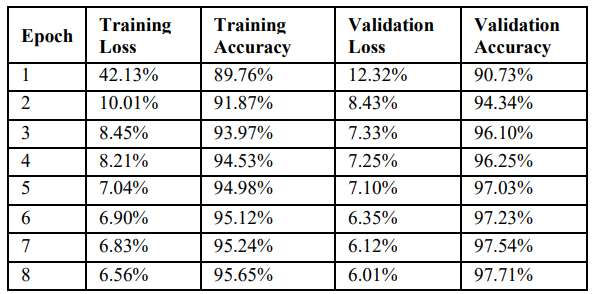 Epoch Training Loss Training Accuracy Validation Loss Validation Accuracy
1 42.13% 89.76% 12.32% 90.73%
2 10.01% 91.87% 8.43% 94.34%
3 8.45% 93.97% 7.33% 96.10%
4 8.21% 94.53% 7.25% 96.25%
5 7.04% 94.98% 7.10% 97.03%
6 6.90% 95.12% 6.35% 97.23%
7 6.83% 95.24% 6.12% 97.54%
8 6.56% 95.65% 6.01% 97.71%